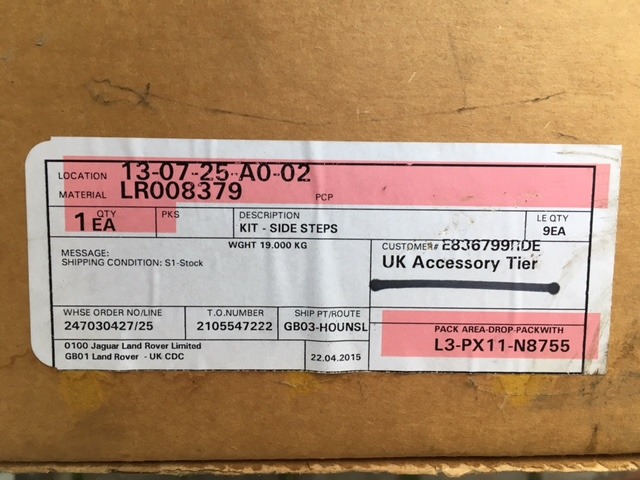 LOCATION 13-07-25-A0-02
MATERIAL LR008379 PCP
QTY PKS DESCRIPTION LE QTY
1 EA KIT - SIDE STEPS 9EA
WGHT 19.000 KG
MESSAGE:
SHIPPING CONDITION: S1-Stock
CUSTOMER#
UK Accessory Tier
WHSE ORDER NO/LINE T.O.NUMBER SHIP PT/ROUTE
247030427/25 2105547222 GB03-HOUNSL
PACK AREA-DROP-PACKWITH
L3-PX11-N8755
0100 Jaguar Land Rover Limited
GB01 Land Rover - UK CDC 22.04.2015